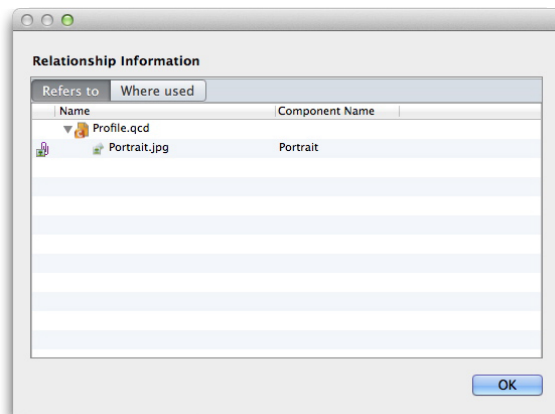 Relationship Information
Refers to Where used
Name Component Name
Profile.qcd
Portrait.jpg Portrait
OK